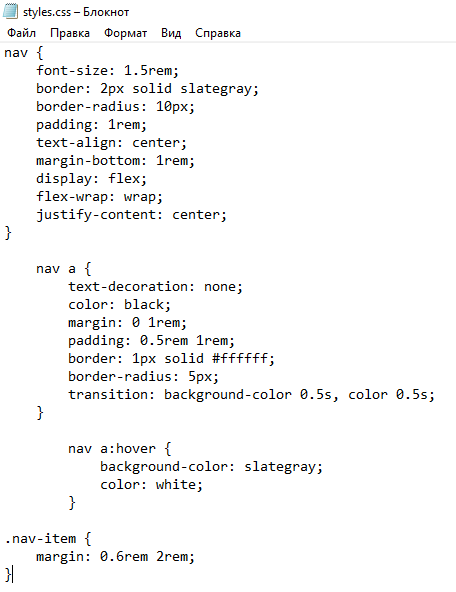 styles.css – Блокнот
Файл Правка Формат Вид Справка
nav {
    font-size: 1.5rem;
    border: 2px solid slategray;
    border-radius: 10px;
    padding: 1rem;
    text-align: center;
    margin-bottom: 1rem;
    display: flex;
    flex-wrap: wrap;
    justify-content: center;
}

    nav a {
        text-decoration: none;
        color: black;
        margin: 0 1rem;
        padding: 0.5rem 1rem;
        border: 1px solid #ffffff;
        border-radius: 5px;
        transition: background-color 0.5s, color 0.5s;
    }

        nav a:hover {
            background-color: slategray;
            color: white;
        }

.nav-item {
    margin: 0.6rem 2rem;
}